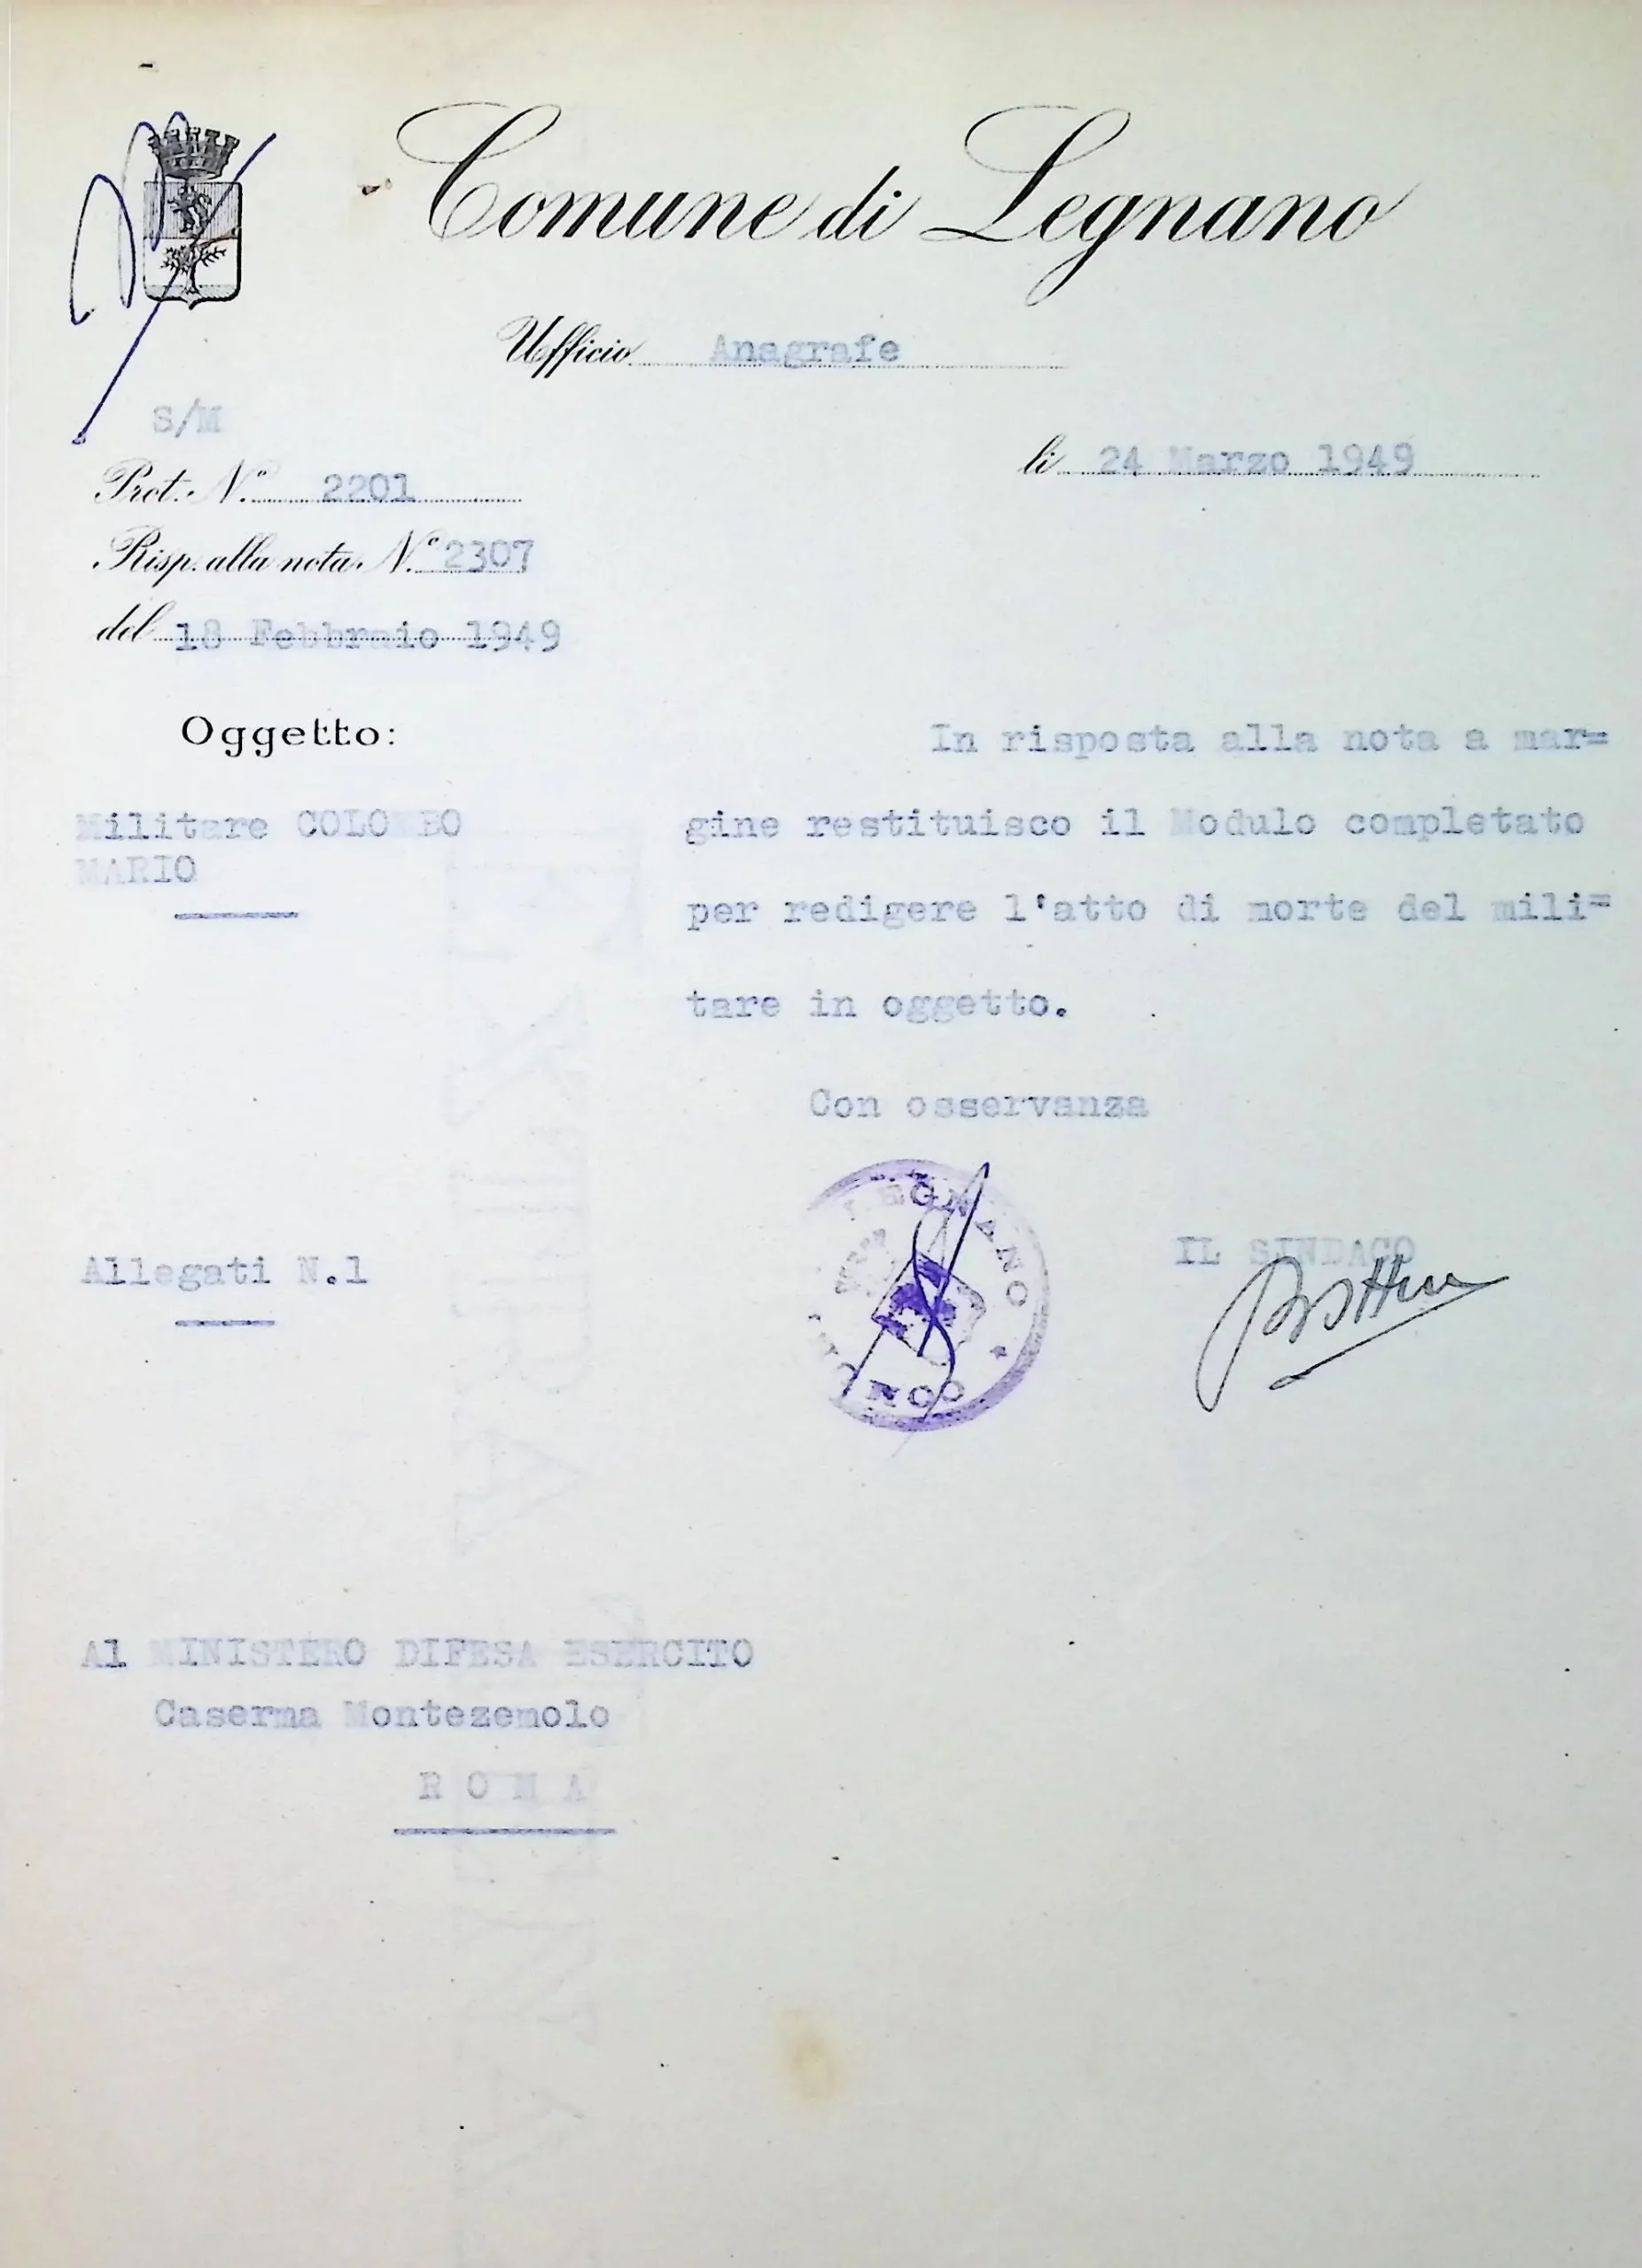 Comune di Legnano
Ufficio Anagrafe
S/M
li 24 Marzo 1949
Prot. N.° 2201
Risp. alla nota N.° 2307
del 18 Febbraio 1949
Oggetto:
Militare COLOMBO
MARIO
In risposta alla nota a mar=
gine restituisco il Modulo completato
per redigere l'atto di morte del mili=
tare in oggetto.
Con osservanza
LEGNANO
COMUNE
Allegati N.1
IL SINDACO
Al MINISTERO DIFESA ESERCITO
Caserma Montezemolo
R O M A